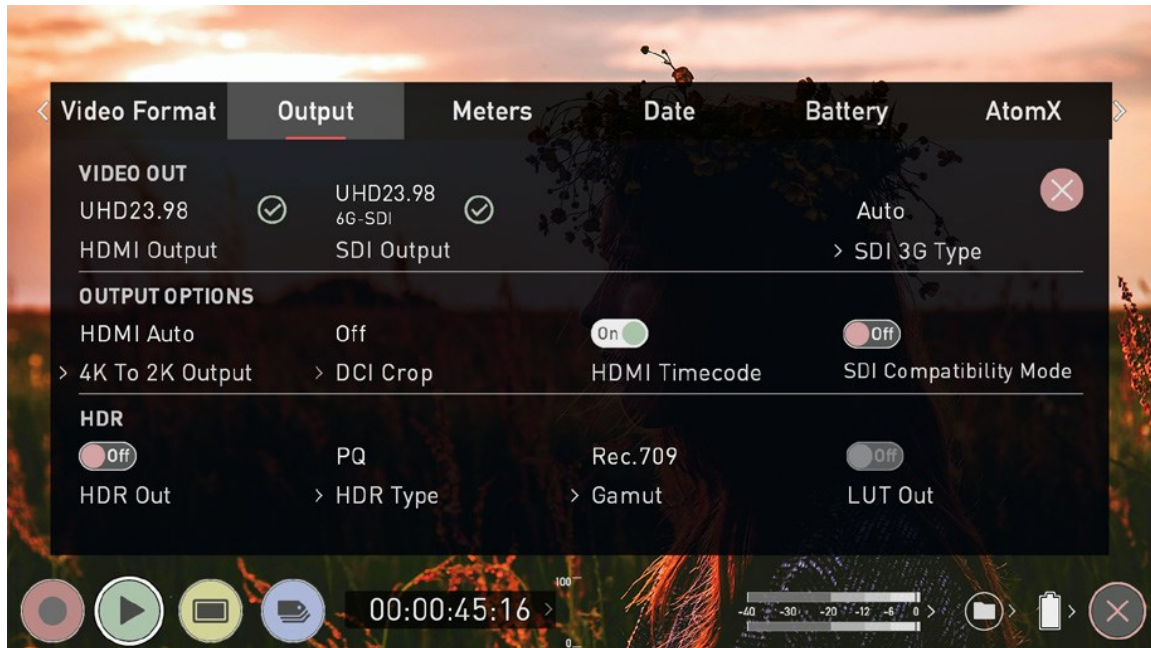 Video Format Output Meters Date Battery AtomX
VIDEO OUT
UHD23.98 UHD23.98 Auto
6G-SDI
HDMI Output SDI Output > SDI 3G Type
OUTPUT OPTIONS
HDMI Auto Off On Off
> 4K To 2K Output > DCI Crop HDMI Timecode SDI Compatibility Mode
HDR
Off PQ Rec.709 Off
HDR Out > HDR Type > Gamut LUT Out
00:00:45:16 > 100 0 -40 -30 -20 -12 -6 0 > > >